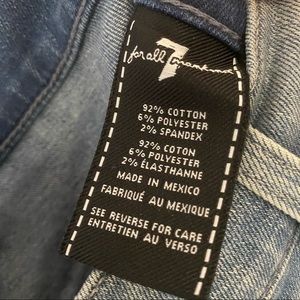 7
for all mankind
92% COTTON
6% POLYESTER
2% SPANDEX
92% COTON
6% POLYESTER
2% ÉLASTHANNE
MADE IN MEXICO
FABRIQUÉ AU MEXIQUE
SEE REVERSE FOR CARE
ENTRETIEN AU VERSO